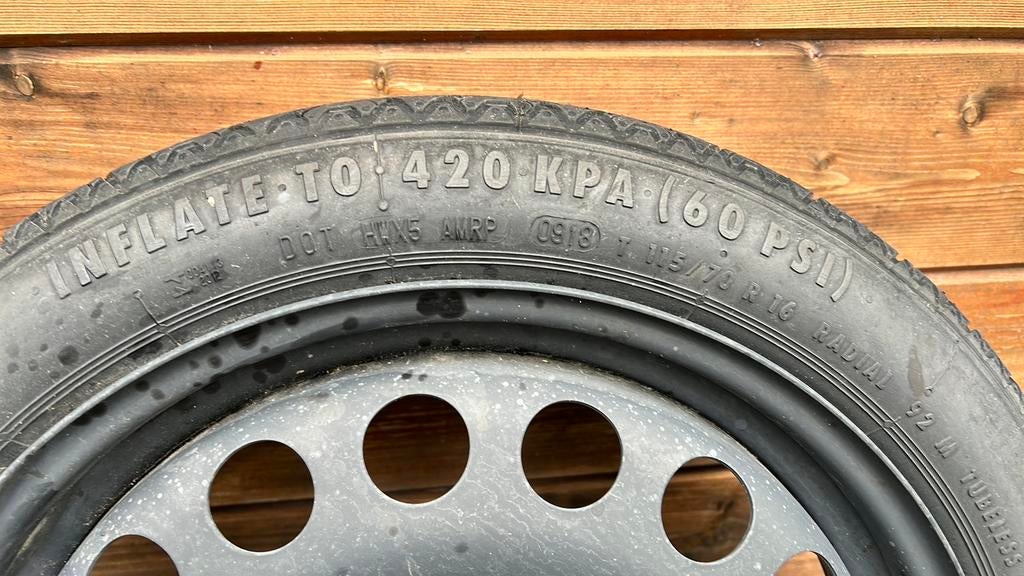 INFLATE · TO 420 KPA · (60 PSI)
DOT HWX5 AMRP 0918 T 115/70 R 16 RADIAL 92 M TUBELESS